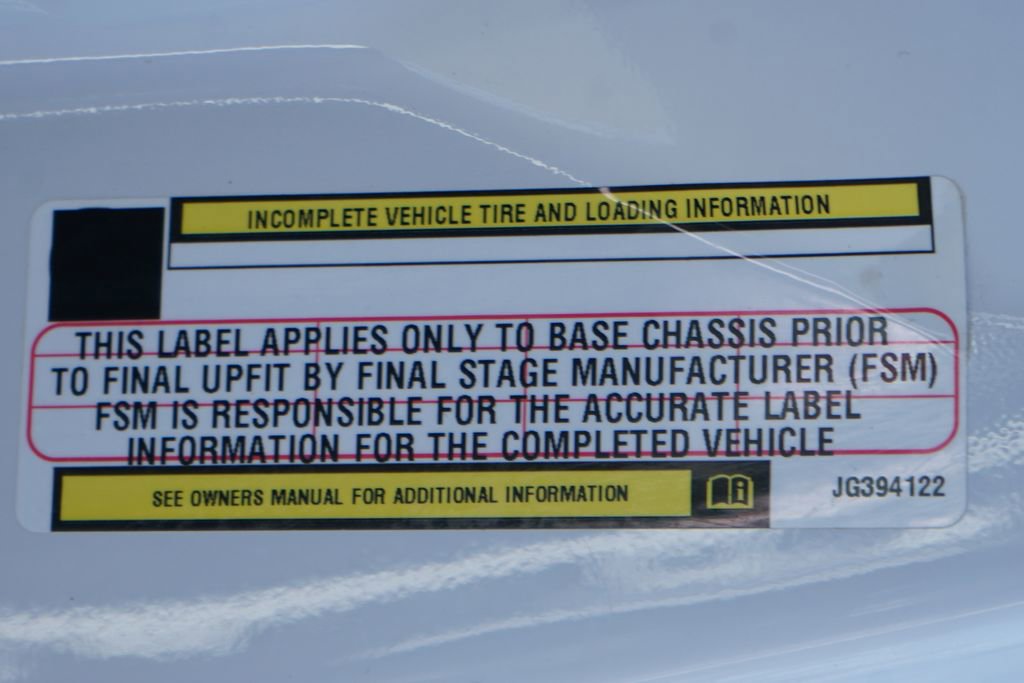 INCOMPLETE VEHICLE TIRE AND LOADING INFORMATION
THIS LABEL APPLIES ONLY TO BASE CHASSIS PRIOR
TO FINAL UPFIT BY FINAL STAGE MANUFACTURER (FSM)
FSM IS RESPONSIBLE FOR THE ACCURATE LABEL
INFORMATION FOR THE COMPLETED VEHICLE
SEE OWNERS MANUAL FOR ADDITIONAL INFORMATION
JG394122